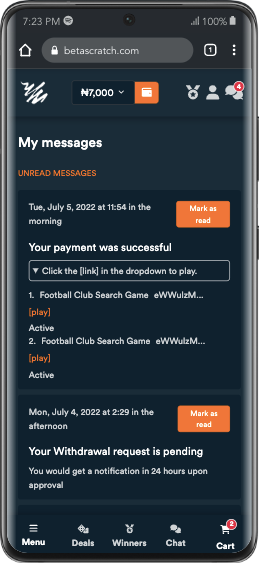 7:23 PM
100%
betascratch.com
1
₦7,000
4
My messages
UNREAD MESSAGES
Tue, July 5, 2022 at 11:54 in the
morning
Mark as
read
Your payment was successful
▼ Click the [link] in the dropdown to play.
1. Football Club Search Game eWWulzM...
[play]
Active
2. Football Club Search Game eWWulzM...
[play]
Active
Mon, July 4, 2022 at 2:29 in the
afternoon
Mark as
read
Your Withdrawal request is pending
You would get a notification in 24 hours upon
approval
2
Menu
Deals
Winners
Chat
Cart